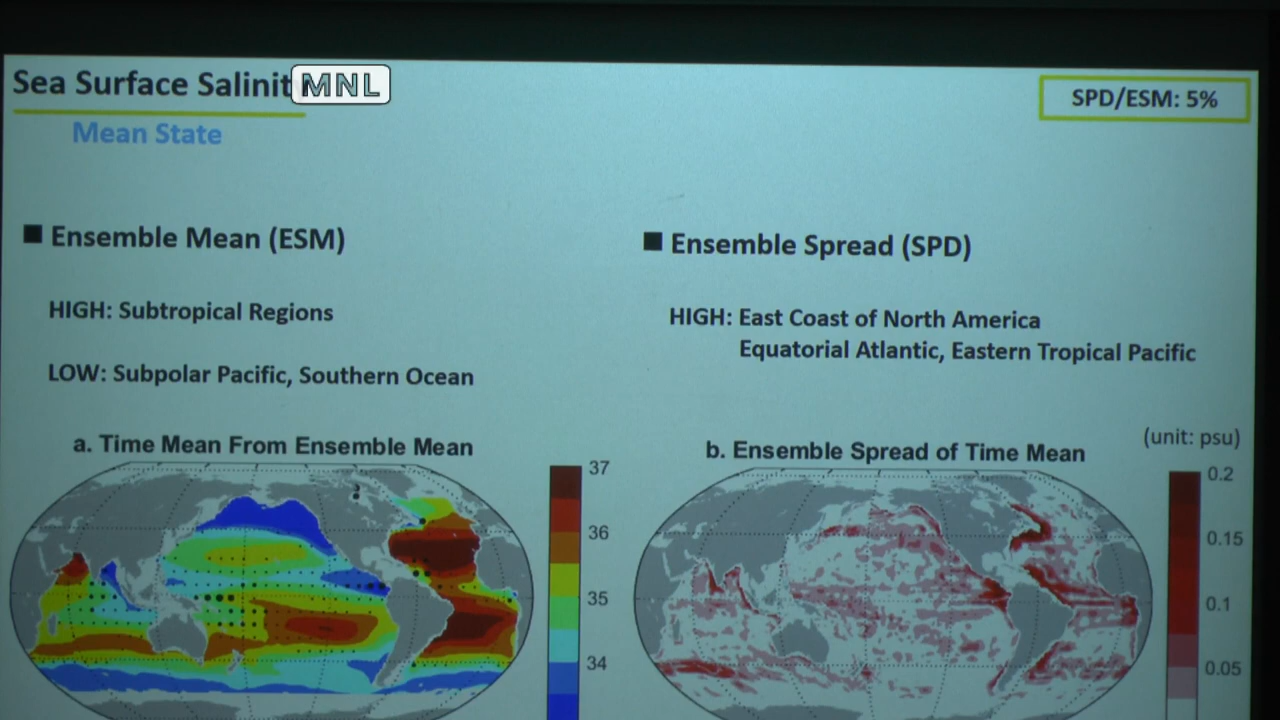 Sea Surface Salinit
MNL
SPD/ESM: 5%
Mean State
■ Ensemble Mean (ESM)
■ Ensemble Spread (SPD)
HIGH: Subtropical Regions
HIGH: East Coast of North America
Equatorial Atlantic, Eastern Tropical Pacific
LOW: Subpolar Pacific, Southern Ocean
(unit: psu)
a. Time Mean From Ensemble Mean
b. Ensemble Spread of Time Mean
37
36
35
34
0.2
0.15
0.1
0.05